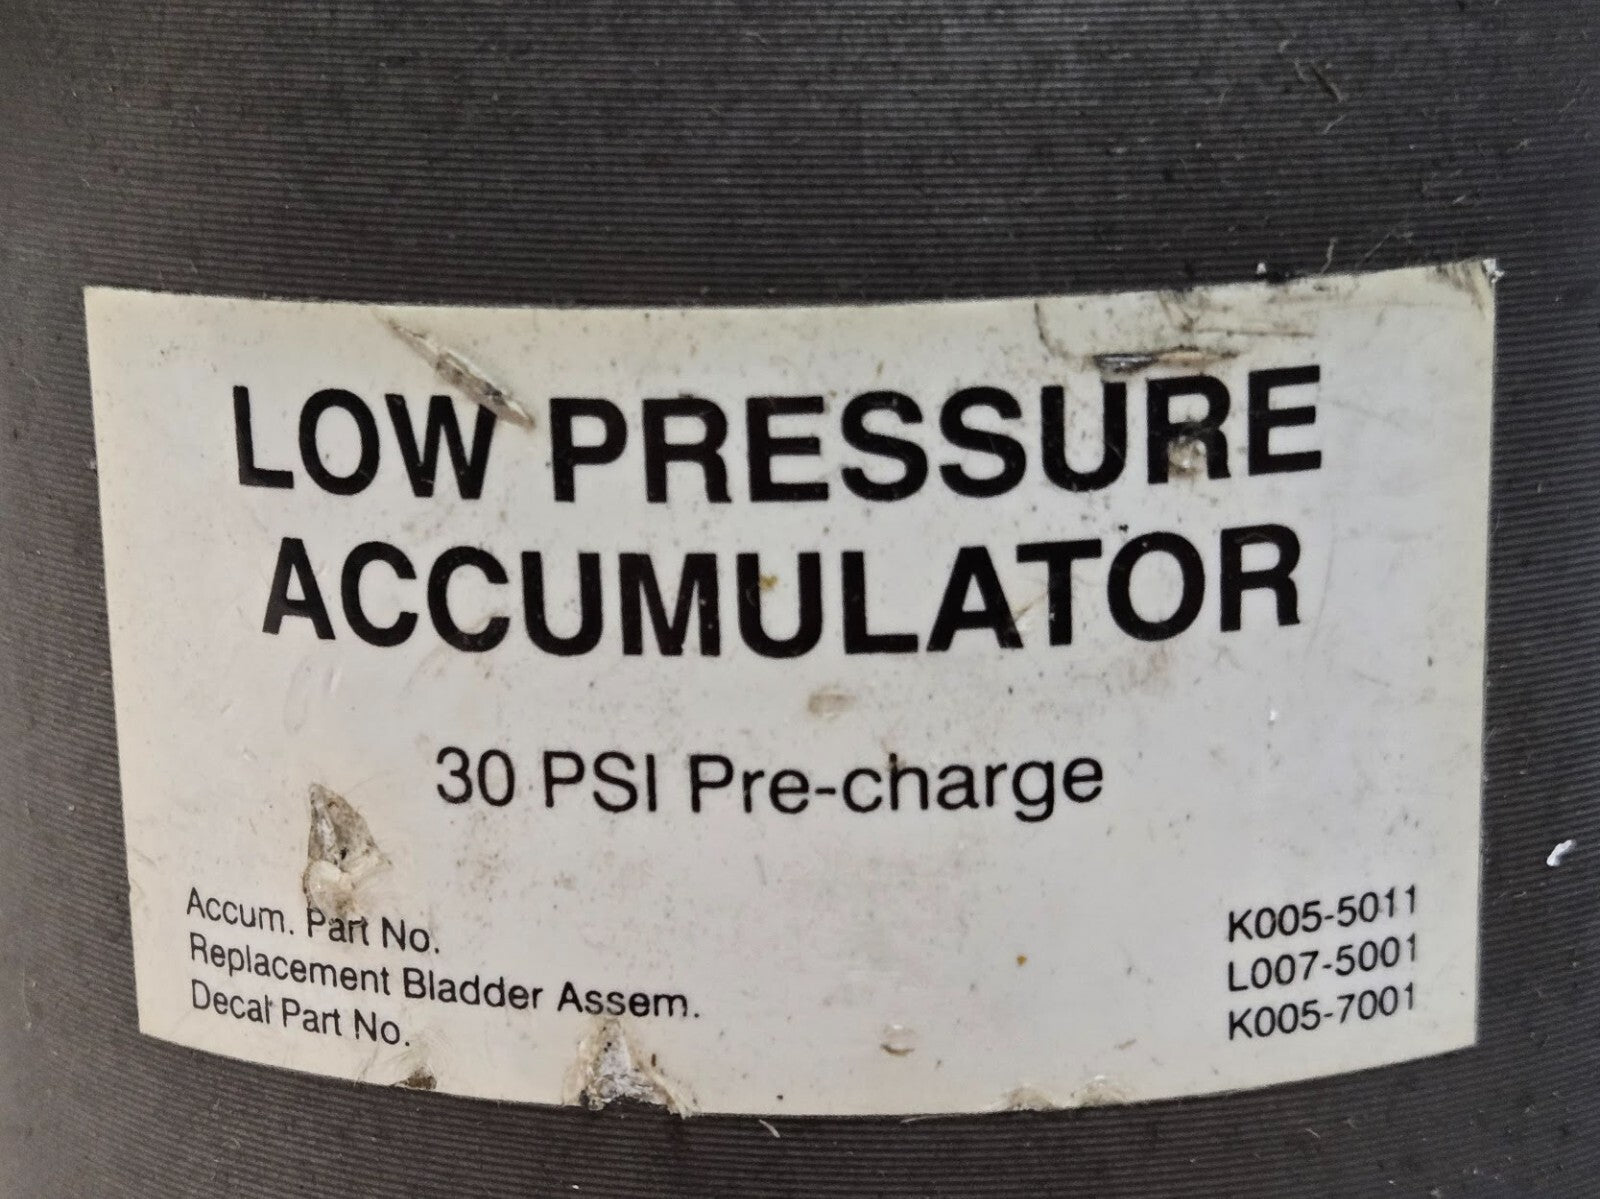 LOW PRESSURE
ACCUMULATOR
30 PSI Pre-charge
Accum. Part No. K005-5011
Replacement Bladder Assem. L007-5001
Decal Part No. K005-7001